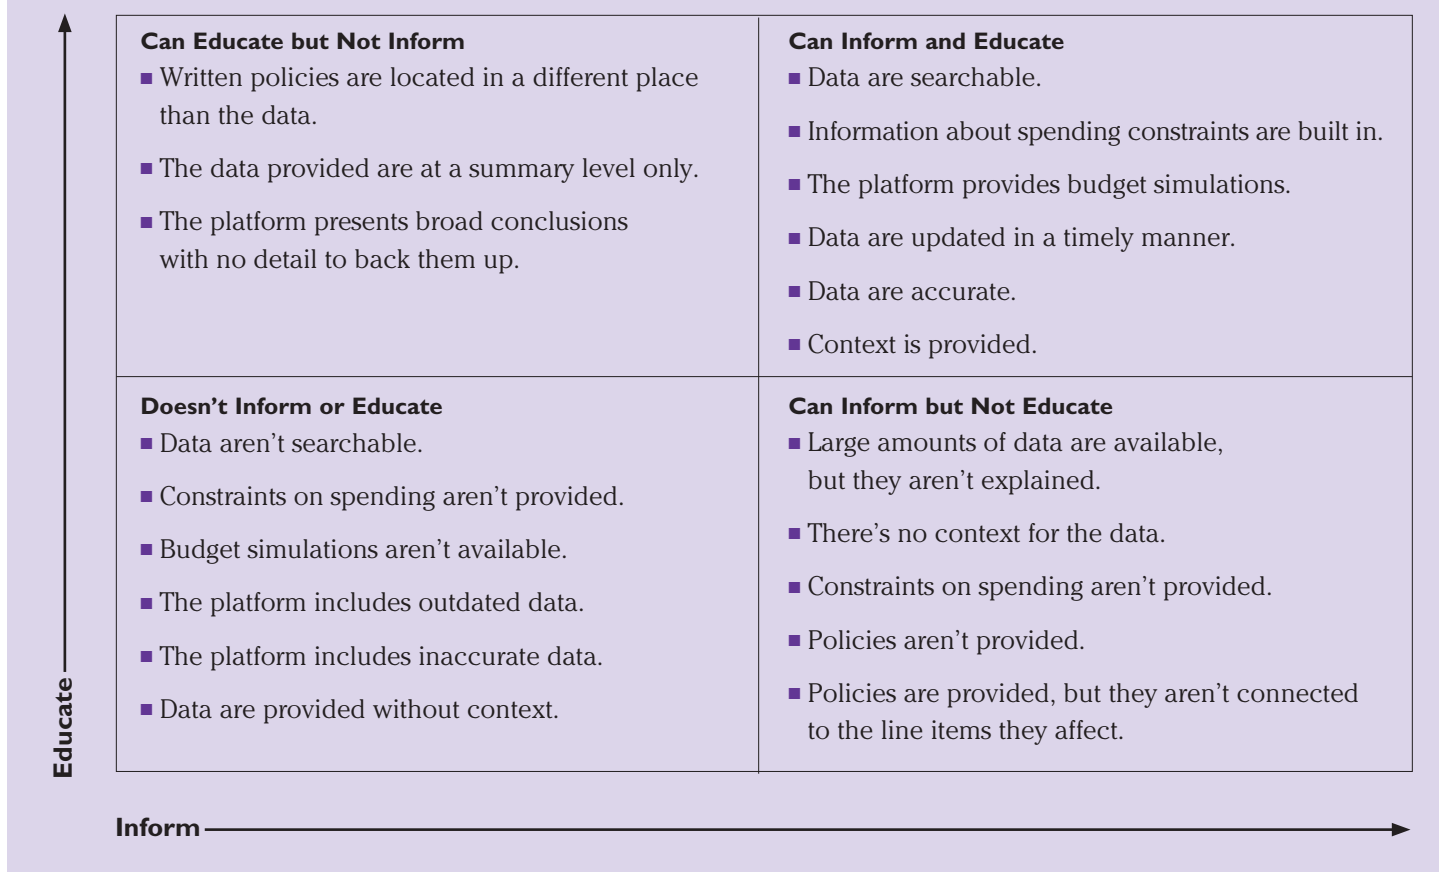 Can Educate but Not Inform
■ Written policies are located in a different place
than the data.
■ The data provided are at a summary level only.
■ The platform presents broad conclusions
with no detail to back them up.
Can Inform and Educate
■ Data are searchable.
■ Information about spending constraints are built in.
■ The platform provides budget simulations.
■ Data are updated in a timely manner.
■ Data are accurate.
■ Context is provided.
Doesn’t Inform or Educate
■ Data aren’t searchable.
■ Constraints on spending aren’t provided.
■ Budget simulations aren’t available.
■ The platform includes outdated data.
■ The platform includes inaccurate data.
■ Data are provided without context.
Can Inform but Not Educate
■ Large amounts of data are available,
but they aren’t explained.
■ There’s no context for the data.
■ Constraints on spending aren’t provided.
■ Policies aren’t provided.
■ Policies are provided, but they aren’t connected
to the line items they affect.
Educate
Inform